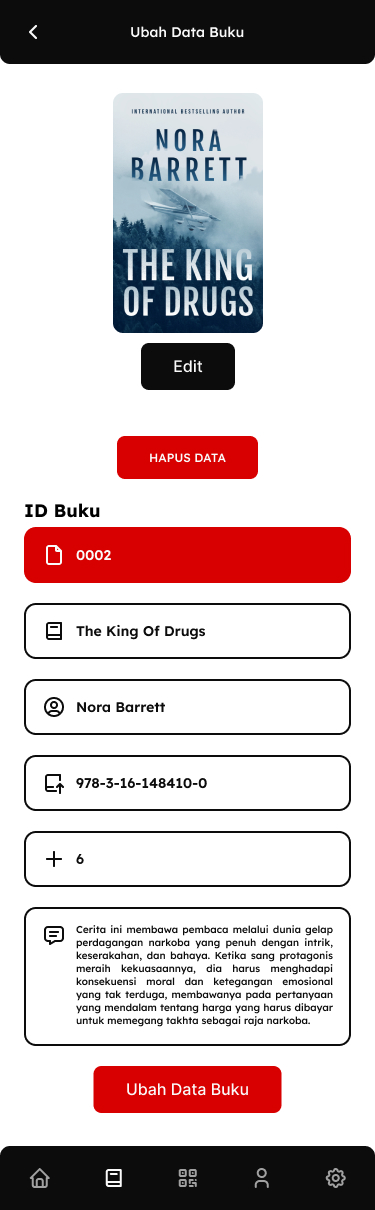 Ubah Data Buku
INTERNATIONAL BESTSELLING AUTHOR
NORA
BARRETT
THE KING
OF DRUGS
Edit
HAPUS DATA
ID Buku
0002
The King Of Drugs
Nora Barrett
978-3-16-148410-0
6
Cerita ini membawa pembaca melalui dunia gelap
perdagangan narkoba yang penuh dengan intrik,
keserakahan, dan bahaya. Ketika sang protagonis
meraih kekuasaannya, dia harus menghadapi
konsekuensi moral dan ketegangan emosional
yang tak terduga, membawanya pada pertanyaan
yang mendalam tentang harga yang harus dibayar
untuk memegang takhta sebagai raja narkoba.
Ubah Data Buku